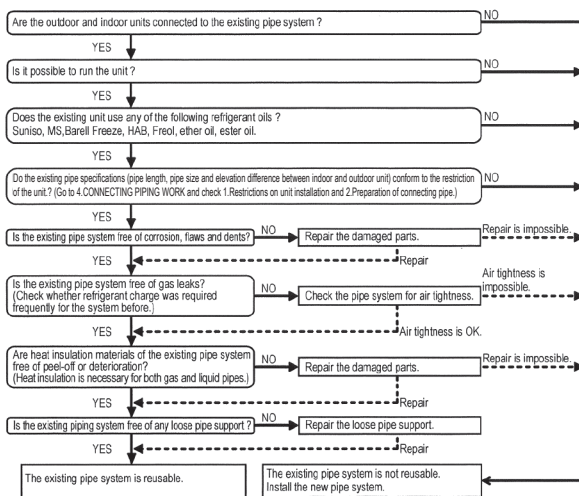 Are the outdoor and indoor units connected to the existing pipe system ?
NO
YES
Is it possible to run the unit ?
NO
YES
Does the existing unit use any of the following refrigerant oils ?
Suniso, MS,Barell Freeze, HAB, Freol, ether oil, ester oil.
NO
YES
Do the existing pipe specifications (pipe length, pipe size and elevation difference between indoor and outdoor unit) conform to the restriction
of the unit.? (Go to 4.CONNECTING PIPING WORK and check 1.Restrictions on unit installation and 2.Preparation of connecting pipe.)
NO
YES
Is the existing pipe system free of corrosion, flaws and dents?
NO
Repair the damaged parts.
Repair is impossible.
Repair
YES
Is the existing pipe system free of gas leaks?
(Check whether refrigerant charge was required
frequently for the system before.)
NO
Check the pipe system for air tightness.
Air tightness is
impossible.
Air tightness is OK.
YES
Are heat insulation materials of the existing pipe system
free of peel-off or deterioration?
(Heat insulation is necessary for both gas and liquid pipes.)
NO
Repair the damaged parts.
Repair is impossible.
Repair
YES
Is the existing piping system free of any loose pipe support ?
NO
Repair the loose pipe support.
Repair
YES
The existing pipe system is reusable.
The existing pipe system is not reusable.
Install the new pipe system.